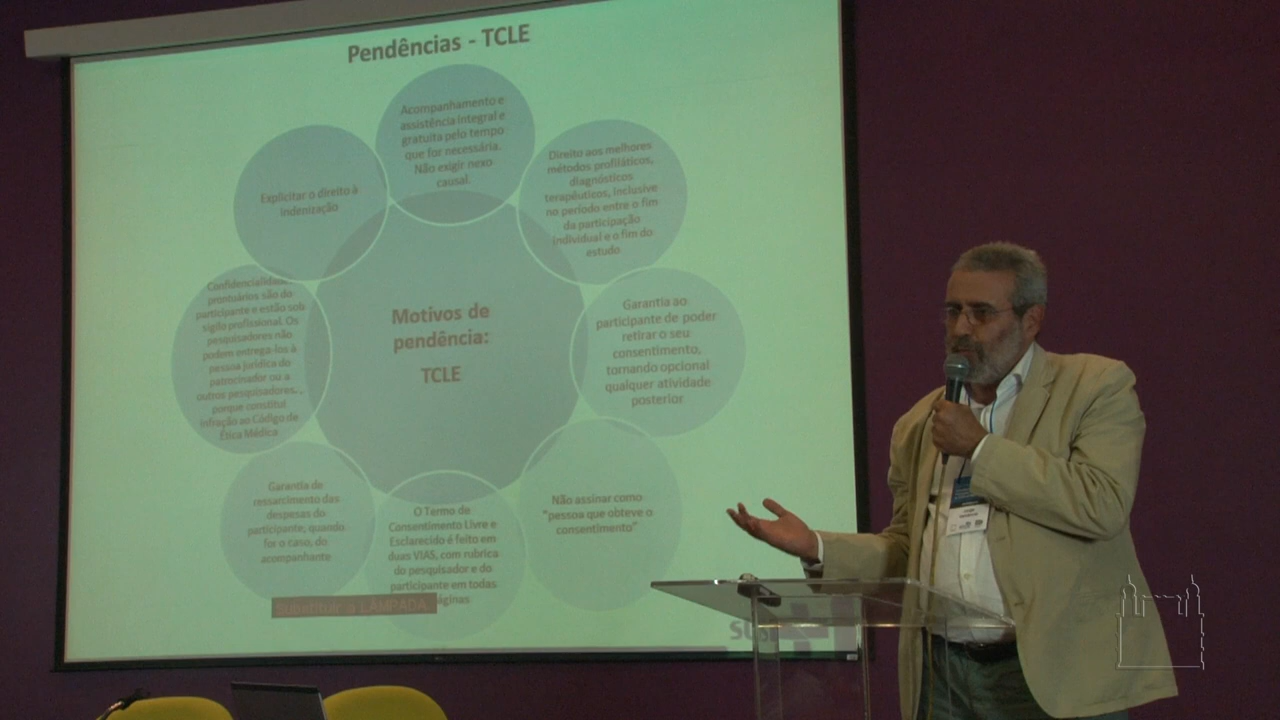 Pendências - TCLE
Acompanhamento e
assistência integral e
gratuita pelo tempo
que for necessária.
Não exigir nexo
causal.
Direito aos melhores
métodos profiláticos,
diagnósticos
terapêuticos, inclusive
no período entre o fim
da participação
individual e o fim do
estudo
Garantia ao
participante de poder
retirar o seu
consentimento,
tornando opcional
qualquer atividade
posterior
Não assinar como
"pessoa que obteve o
consentimento"
O Termo de
Consentimento Livre e
Esclarecido é feito em
duas VIAS, com rubrica
do pesquisador e do
participante em todas
Garantia de
ressarcimento das
despesas do
participante, quando
for o caso, do
acompanhante
prontuários são do
participante e estão sob
sigilo profissional. Os
pesquisadores não
podem entrega-los à
pessoa jurídica do
patrocinador ou a
outros pesquisadores. .
porque constitui
infração ao Código de
Ética Médica
Explicitar o direito à
indenização
Motivos de
pendência:
TCLE
Substituir a LÂMPADA